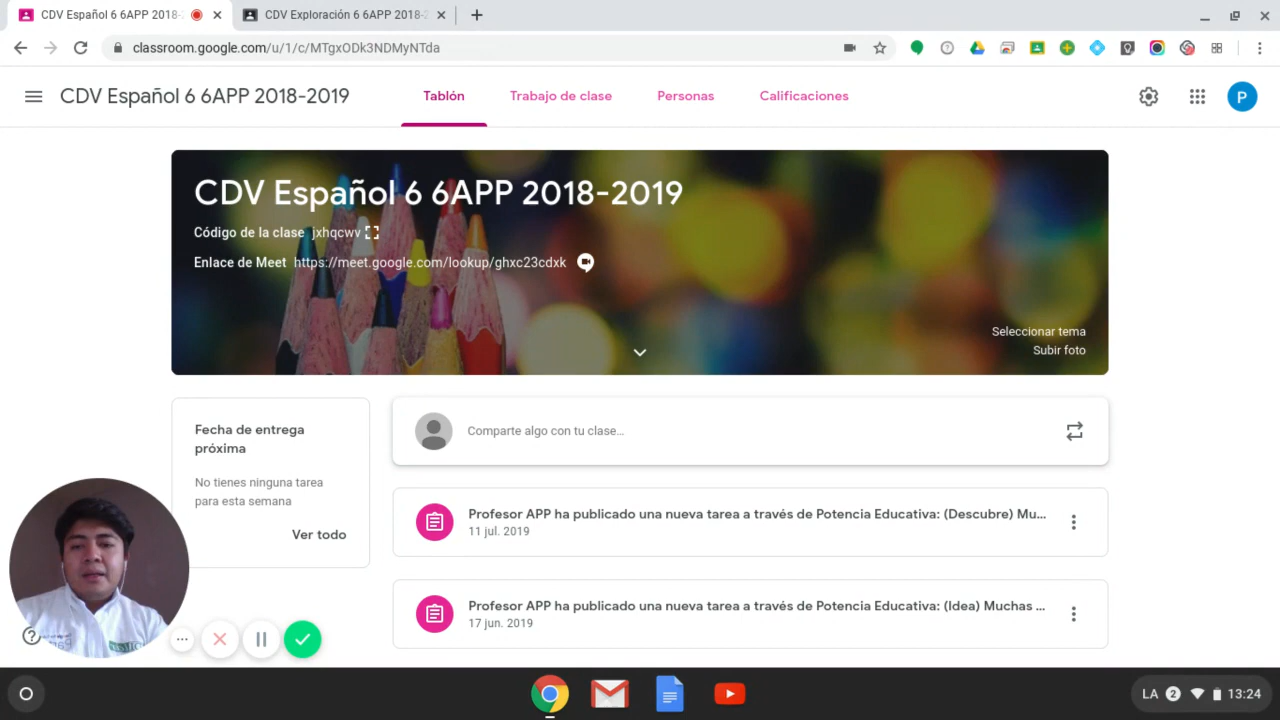 CDV Español 6 6APP 2018-
CDV Exploración 6 6APP 2018-2
classroom.google.com/u/1/c/MTgxODk3NDMyNTda
CDV Español 6 6APP 2018-2019
Tablón
Trabajo de clase
Personas
Calificaciones
P
CDV Español 6 6APP 2018-2019
Código de la clase jxhqcwv
Enlace de Meet https://meet.google.com/lookup/ghxc23cdxk
Seleccionar tema
Subir foto
Fecha de entrega
próxima
No tienes ninguna tarea
para esta semana
Ver todo
Comparte algo con tu clase…
Profesor APP ha publicado una nueva tarea a través de Potencia Educativa: (Descubre) Mu...
11 jul. 2019
Profesor APP ha publicado una nueva tarea a través de Potencia Educativa: (Idea) Muchas ...
17 jun. 2019
LA 2 13:24